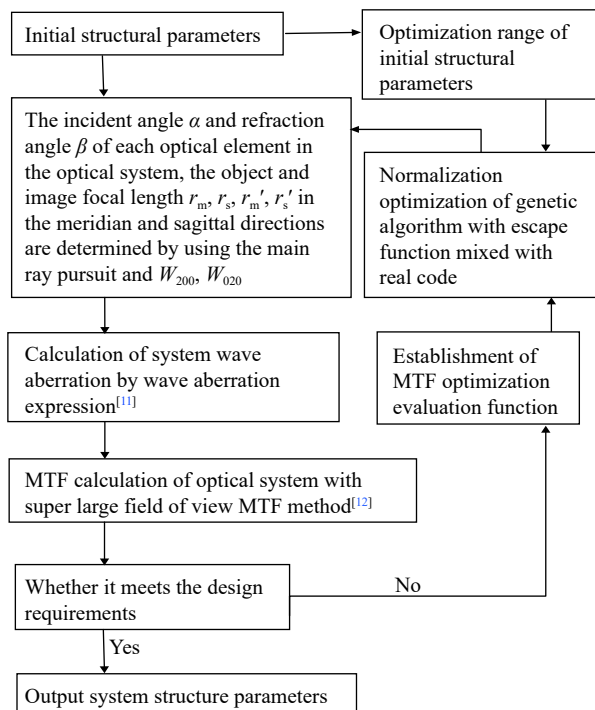 Initial structural parameters
Optimization range of
initial structural
parameters
The incident angle α and refraction
angle β of each optical element in
the optical system, the object and
image focal length rₘ, rₛ, rₘ′, rₛ′ in
the meridian and sagittal directions
are determined by using the main
ray pursuit and W₂₀₀, W₀₂₀
Normalization
optimization of genetic
algorithm with escape
function mixed with
real code
Calculation of system wave
aberration by wave aberration
expression[11]
Establishment of
MTF optimization
evaluation function
MTF calculation of optical system with
super large field of view MTF method[12]
Whether it meets the design
requirements
No
Yes
Output system structure parameters